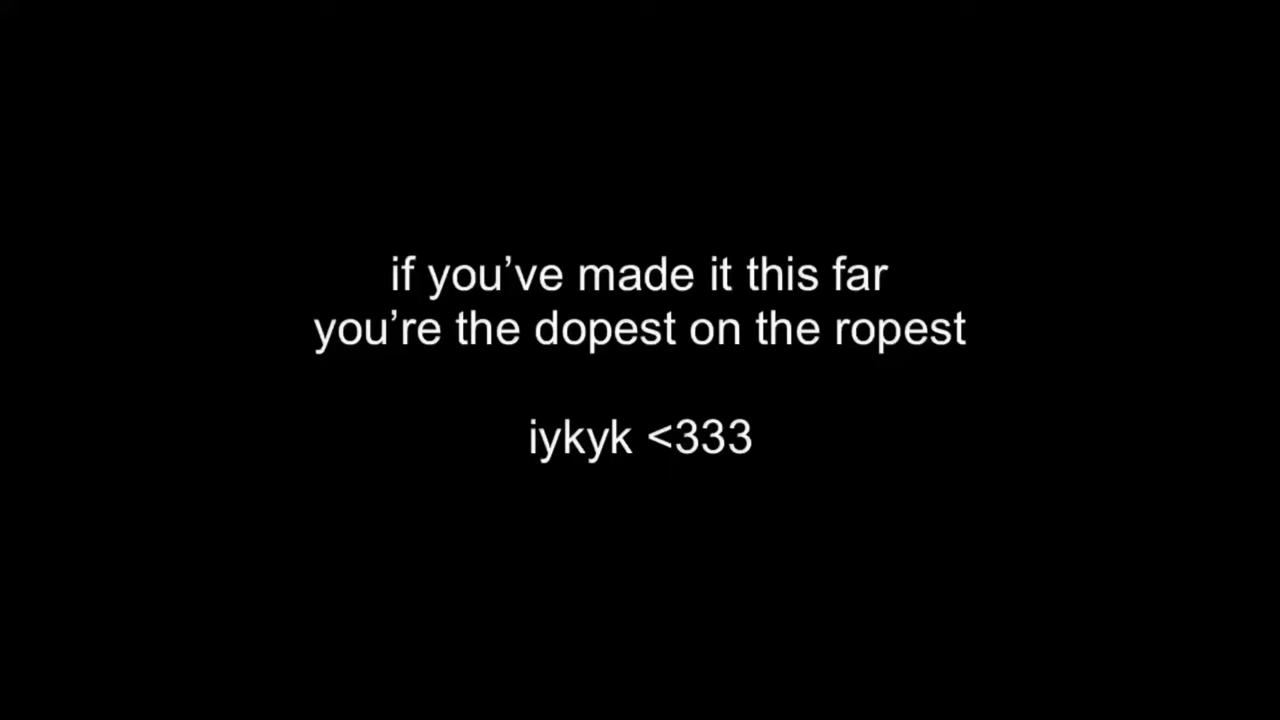 if you’ve made it this far
you’re the dopest on the ropest
iykyk <333